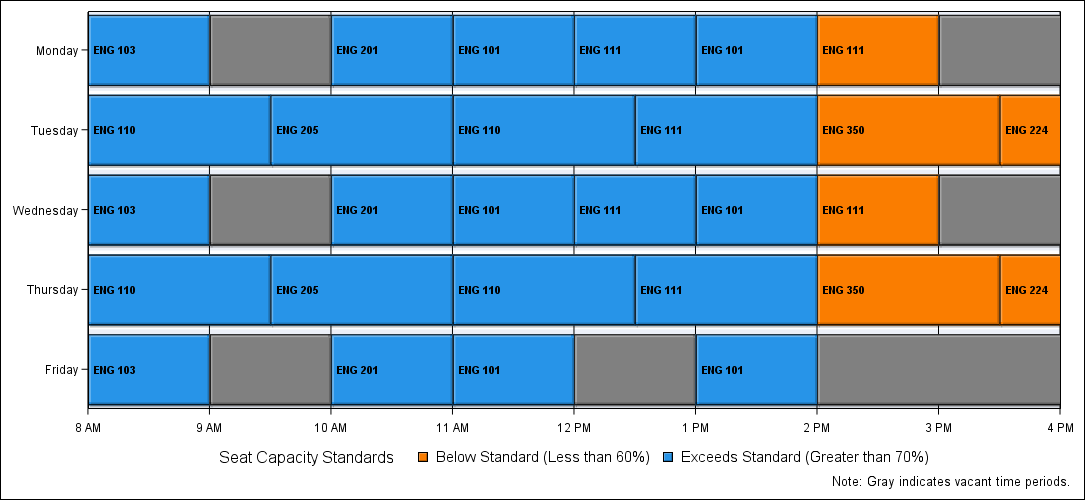 Monday ENG 103 ENG 201 ENG 101 ENG 111 ENG 101 ENG 111
Tuesday ENG 110 ENG 205 ENG 110 ENG 111 ENG 350 ENG 224
Wednesday ENG 103 ENG 201 ENG 101 ENG 111 ENG 101 ENG 111
Thursday ENG 110 ENG 205 ENG 110 ENG 111 ENG 350 ENG 224
Friday ENG 103 ENG 201 ENG 101 ENG 101
8 AM 9 AM 10 AM 11 AM 12 PM 1 PM 2 PM 3 PM 4 PM
Seat Capacity Standards Below Standard (Less than 60%) Exceeds Standard (Greater than 70%)
Note: Gray indicates vacant time periods.